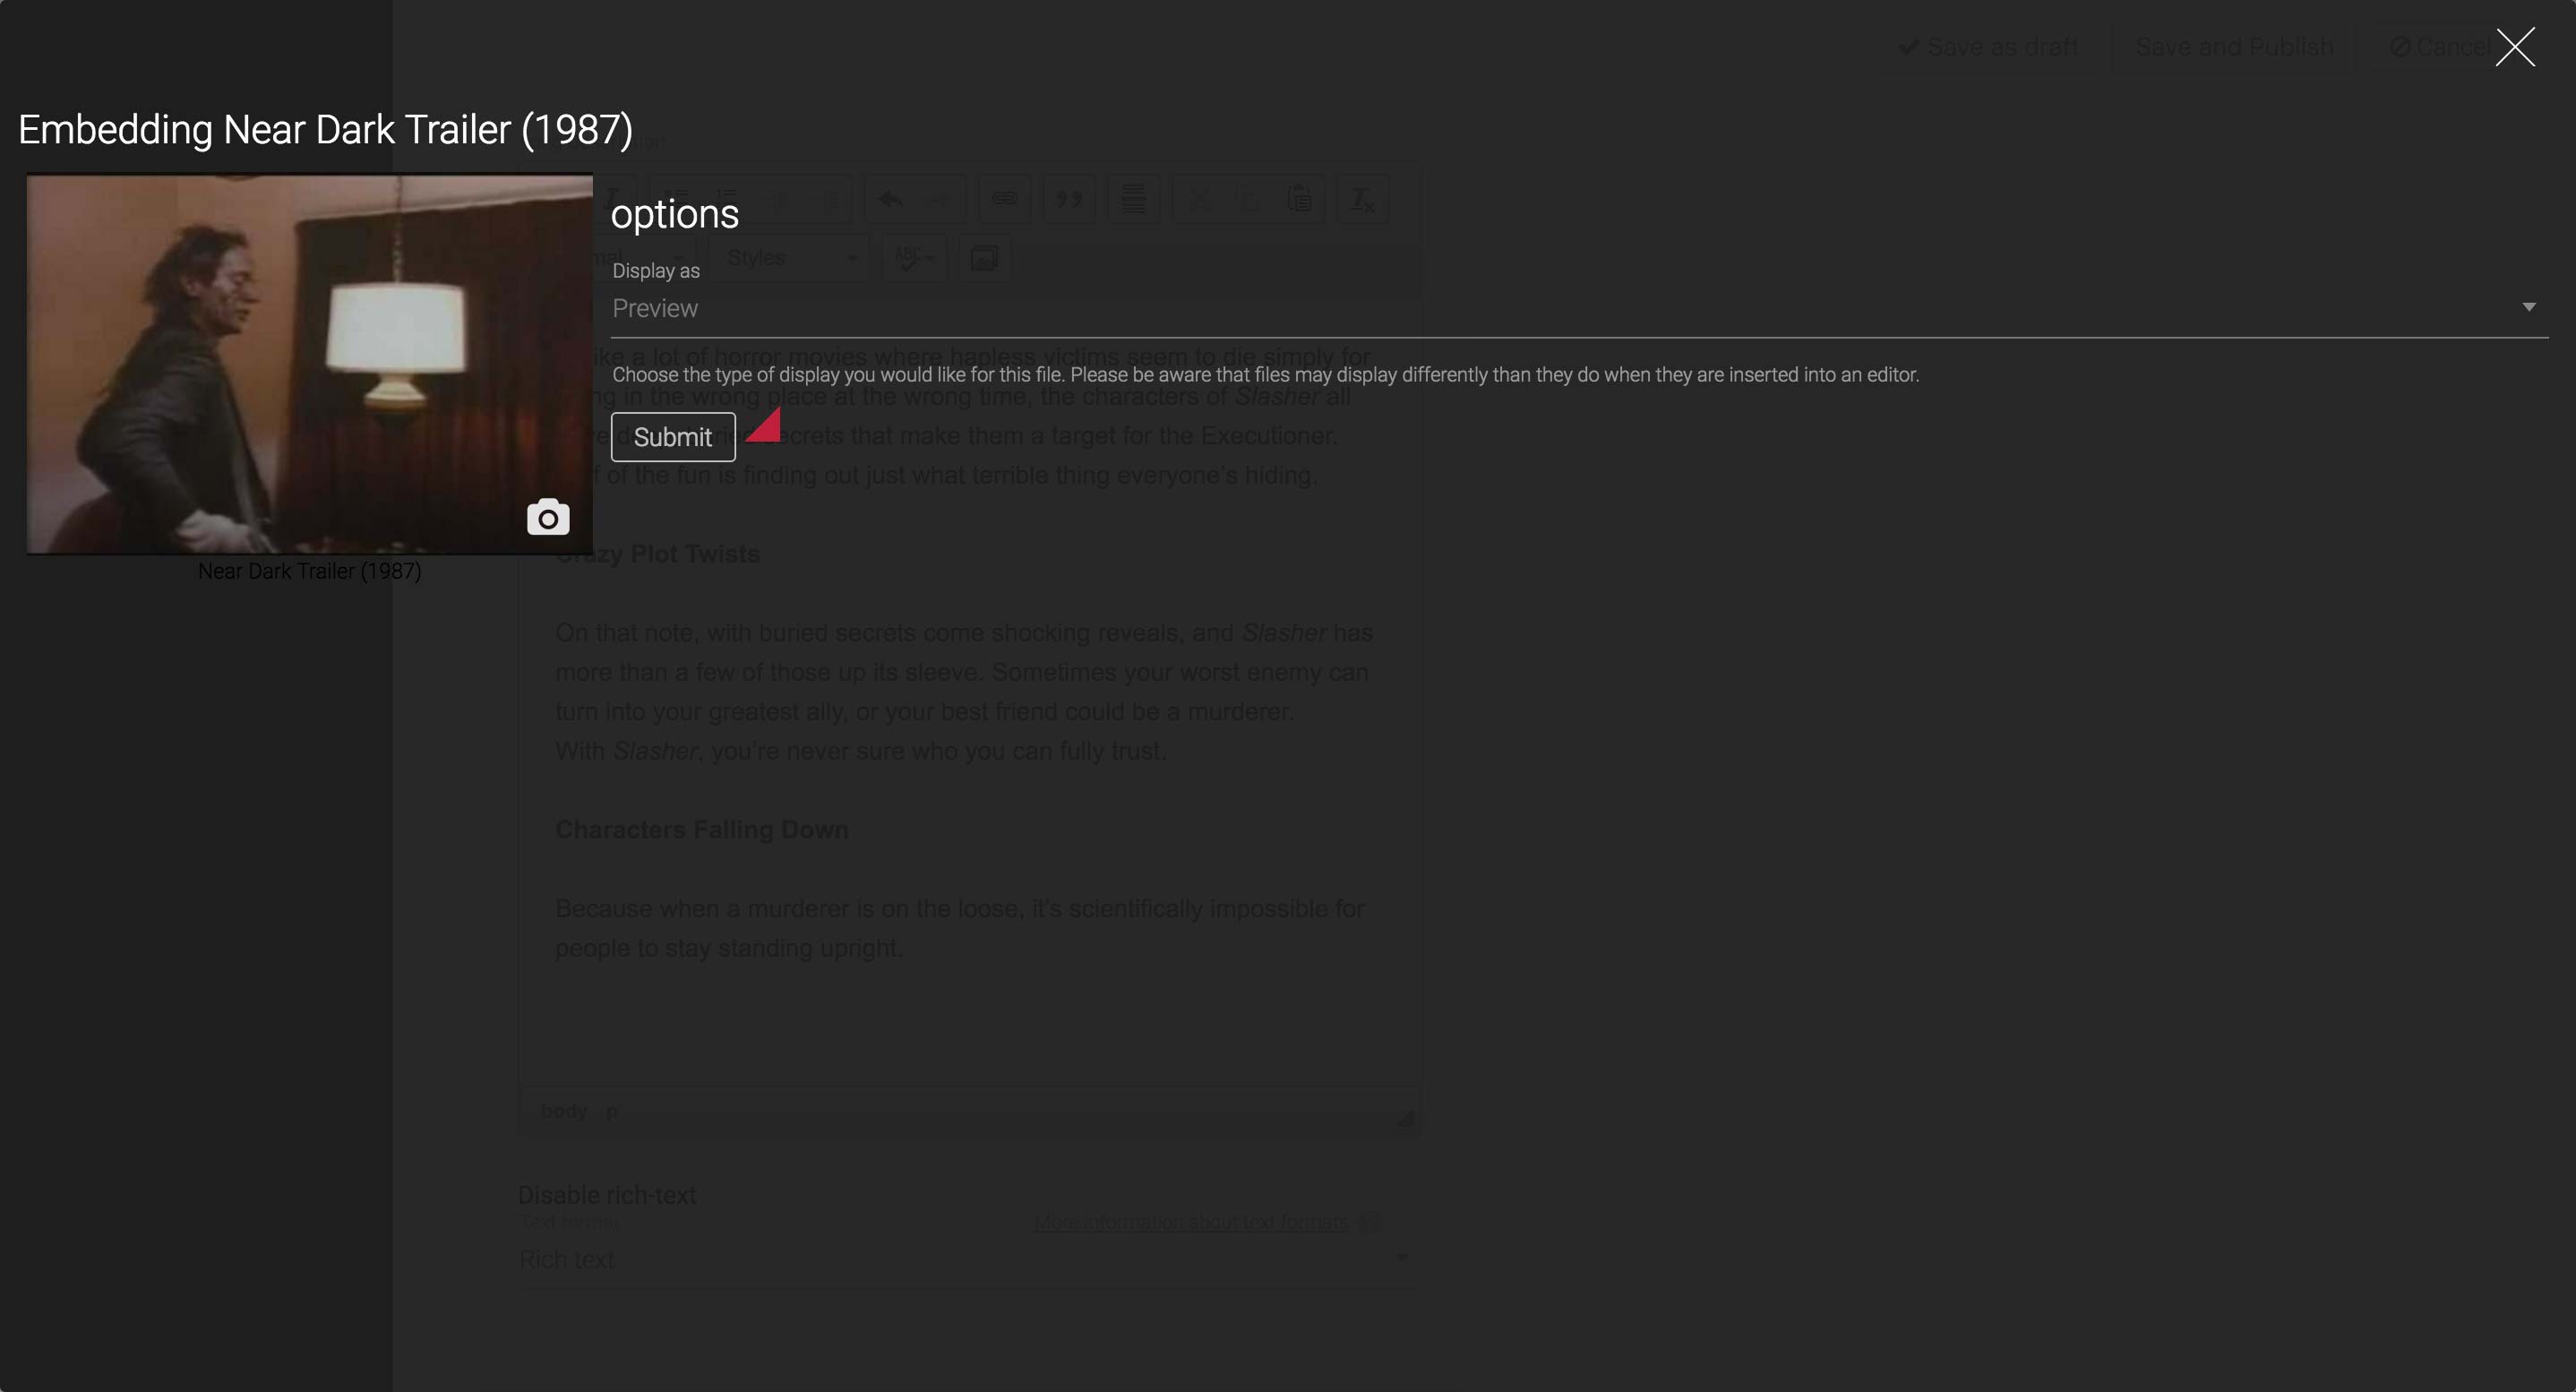 Save as draft
Save and Publish
Cancel
Embedding Near Dark Trailer (1987)
options
Styles
ABC
Display as
Preview
like a lot of horror movies where hapless victims seem to die simply for
Choose the type of display you would like for this file. Please be aware that files may display differently than they do when they are inserted into an editor.
in the wrong place at the wrong time, the characters of Slasher all
Submit
secrets that make them a target for the Executioner.
of the fun is finding out just what terrible thing everyone's hiding.
Crazy Plot Twists
Near Dark Trailer (1987)
On that note, with buried secrets come shocking reveals, and Slasher has
more than a few of those up its sleeve. Sometimes your worst enemy can
turn into your greatest ally, or your best friend could be a murderer.
With Slasher, you're never sure who you can fully trust.
Characters Falling Down
Because when a murderer is on the loose, it's scientifically impossible for
people to stay standing upright.
body p
Disable rich-text
Text format
More information about text formats
Rich text